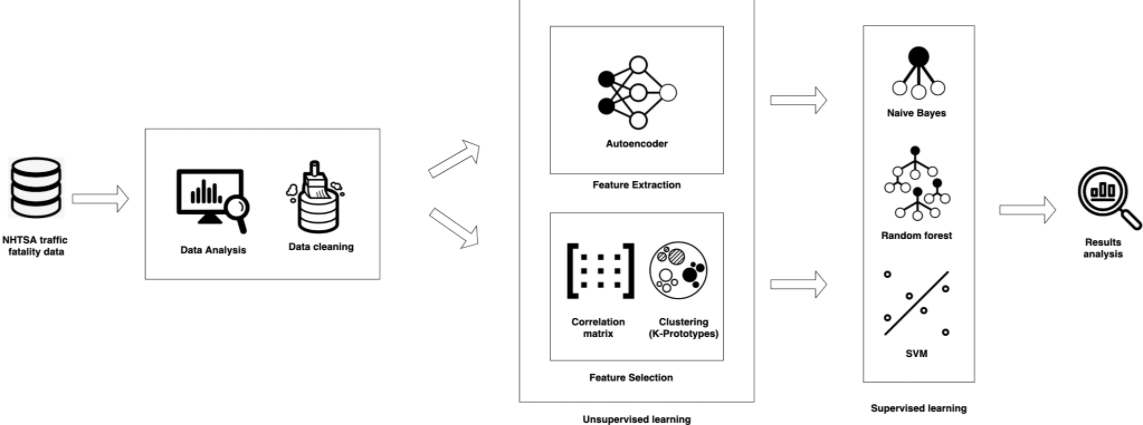 NHTSA traffic
fatality data
Data Analysis
Data cleaning
Autoencoder
Feature Extraction
Correlation
matrix
Clustering
(K-Prototypes)
Feature Selection
Unsupervised learning
Naive Bayes
Random forest
SVM
Supervised learning
Results
analysis